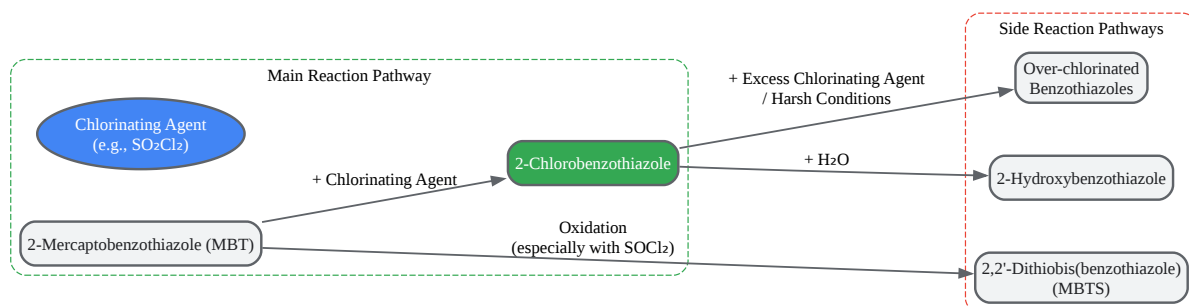 Side Reaction Pathways
Main Reaction Pathway
Chlorinating Agent
(e.g., SO₂Cl₂)
+ Excess Chlorinating Agent
/ Harsh Conditions
Over-chlorinated
Benzothiazoles
2-Chlorobenzothiazole
+ Chlorinating Agent
+ H₂O
2-Hydroxybenzothiazole
2-Mercaptobenzothiazole (MBT)
Oxidation
(especially with SOCl₂)
2,2'-Dithiobis(benzothiazole)
(MBTS)